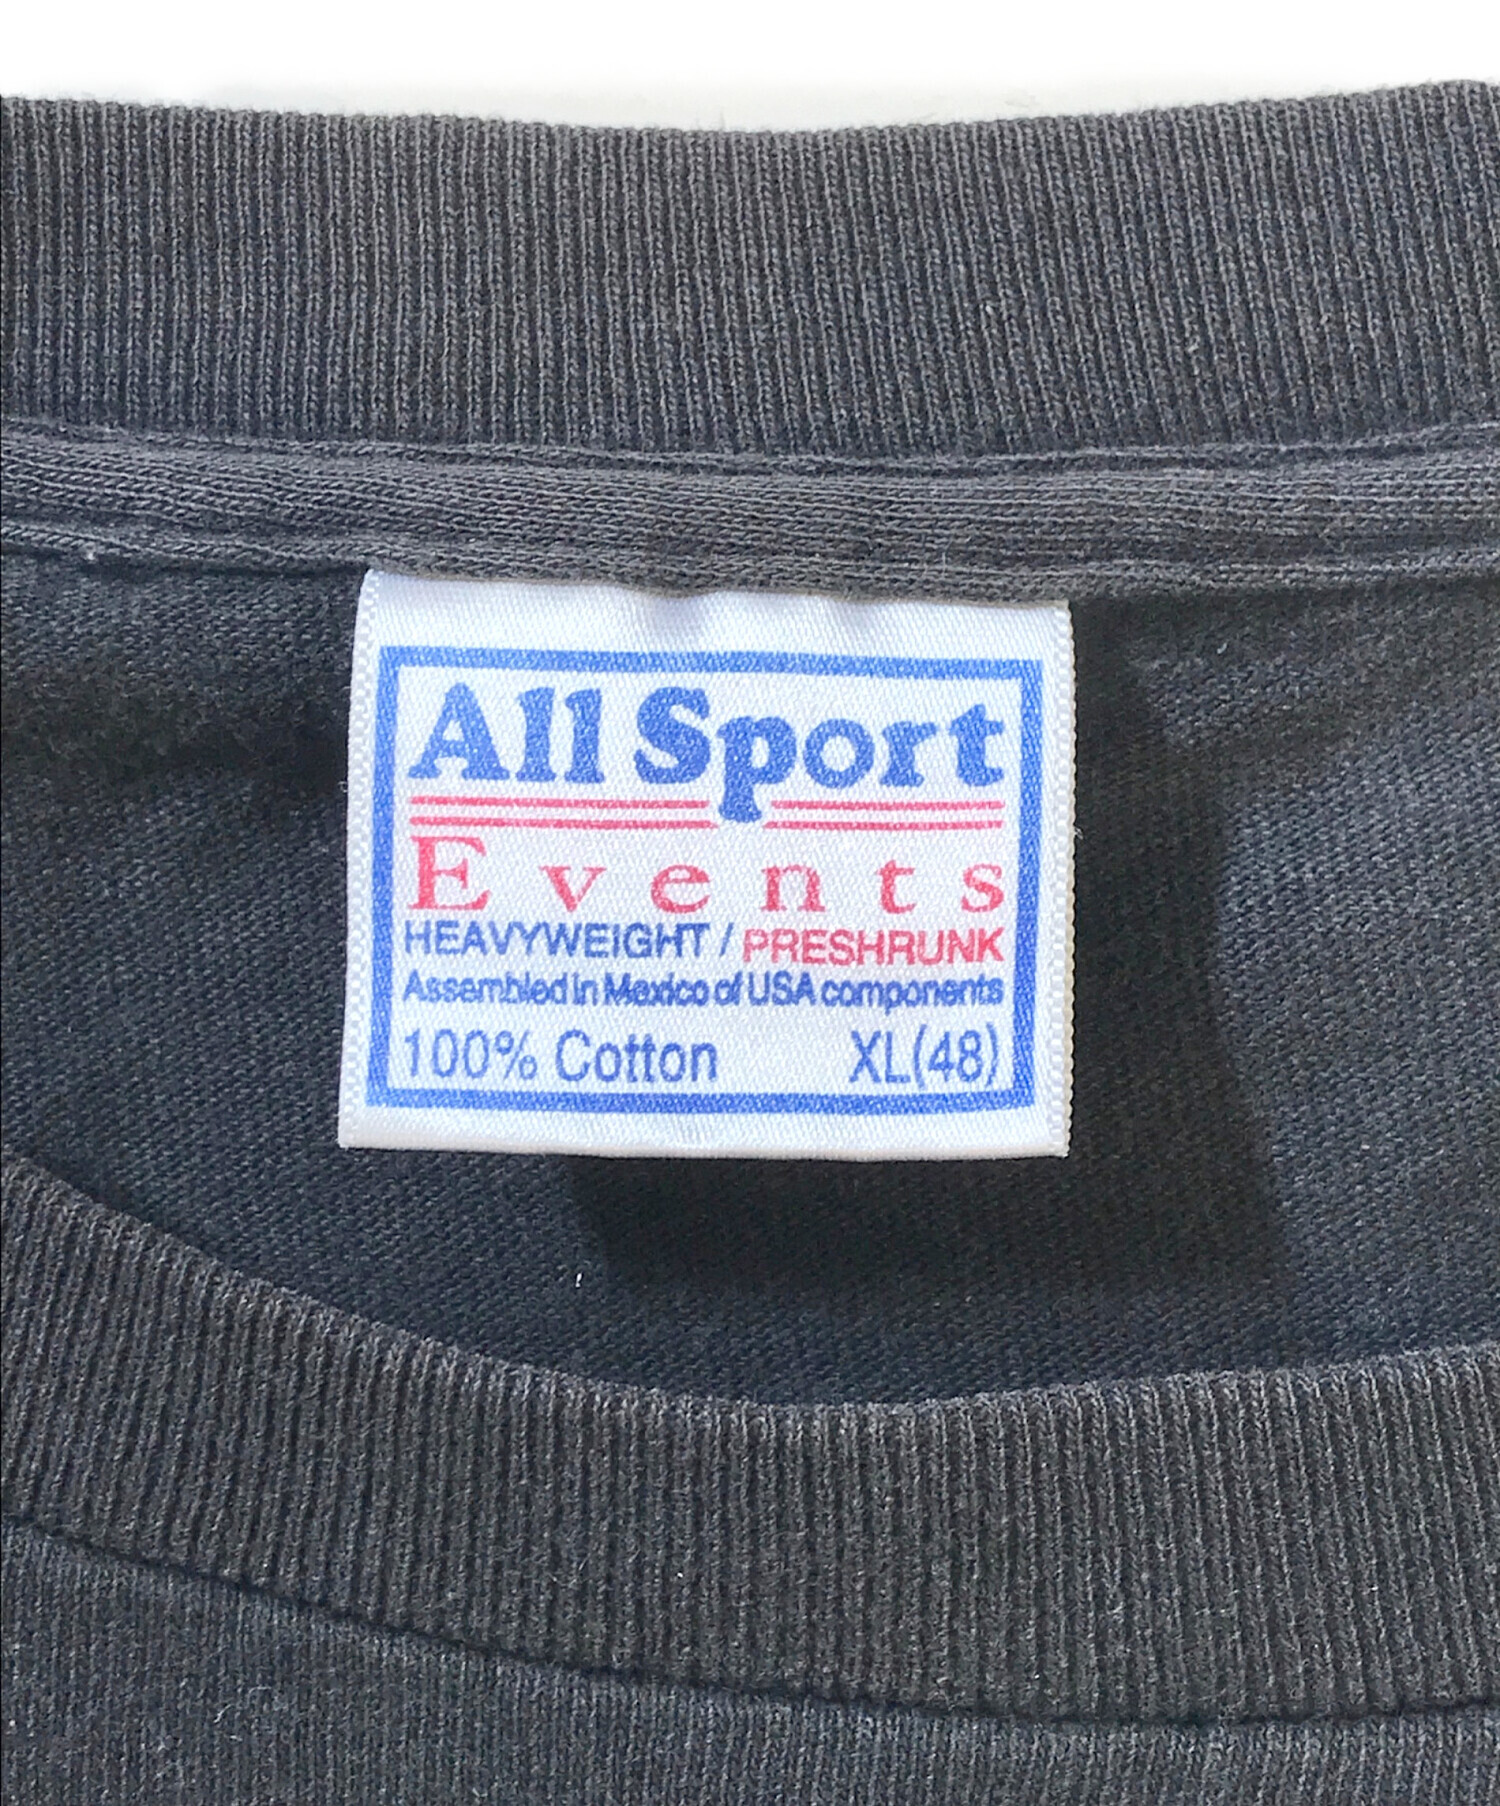 All Sport
Events
HEAVYWEIGHT / PRESHRUNK
Assembled in Mexico of USA components
100% Cotton XL(48)